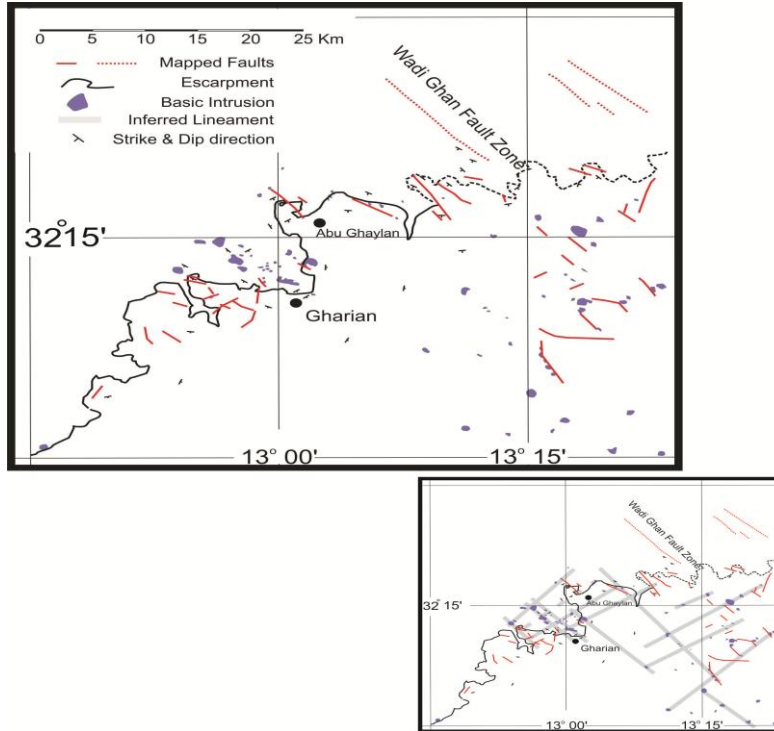 0 5 10 15 20 25 Km
Mapped Faults
Escarpment
Basic Intrusion
Inferred Lineament
Strike & Dip direction
Wadi Ghan Fault Zone
Abu Ghaylan
32° 15'
Gharian
13° 00'
13° 15'
Wadi Ghan Fault Zone
32° 15'
Abu Ghaylan
Gharian
13° 00'
13° 15'